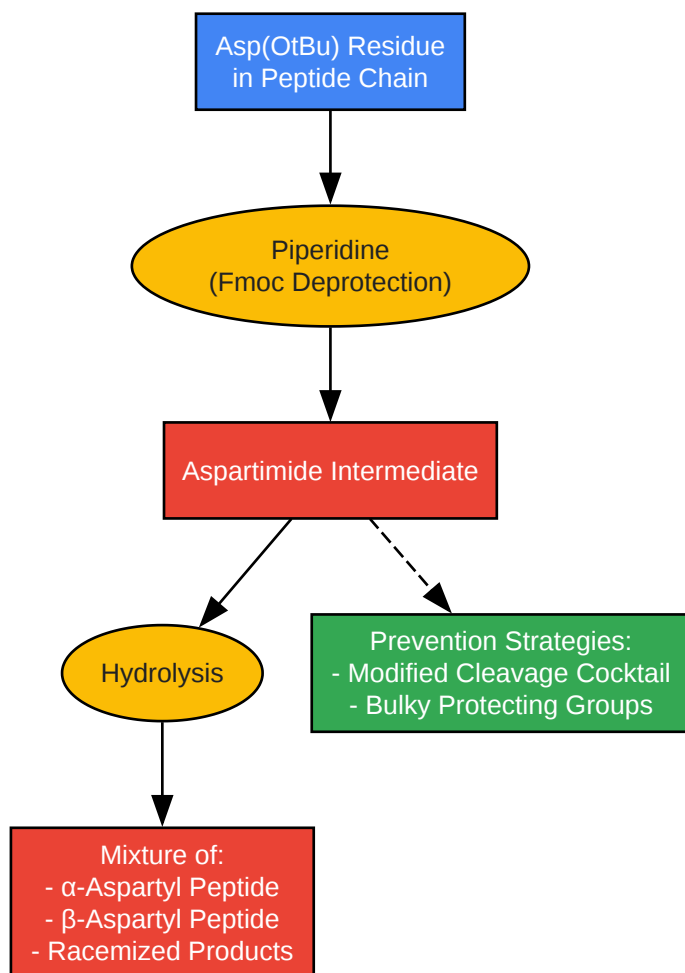 Asp(OtBu) Residue
in Peptide Chain
Piperidine
(Fmoc Deprotection)
Aspartimide Intermediate
Hydrolysis
Prevention Strategies:
- Modified Cleavage Cocktail
- Bulky Protecting Groups
Mixture of:
- α-Aspartyl Peptide
- β-Aspartyl Peptide
- Racemized Products